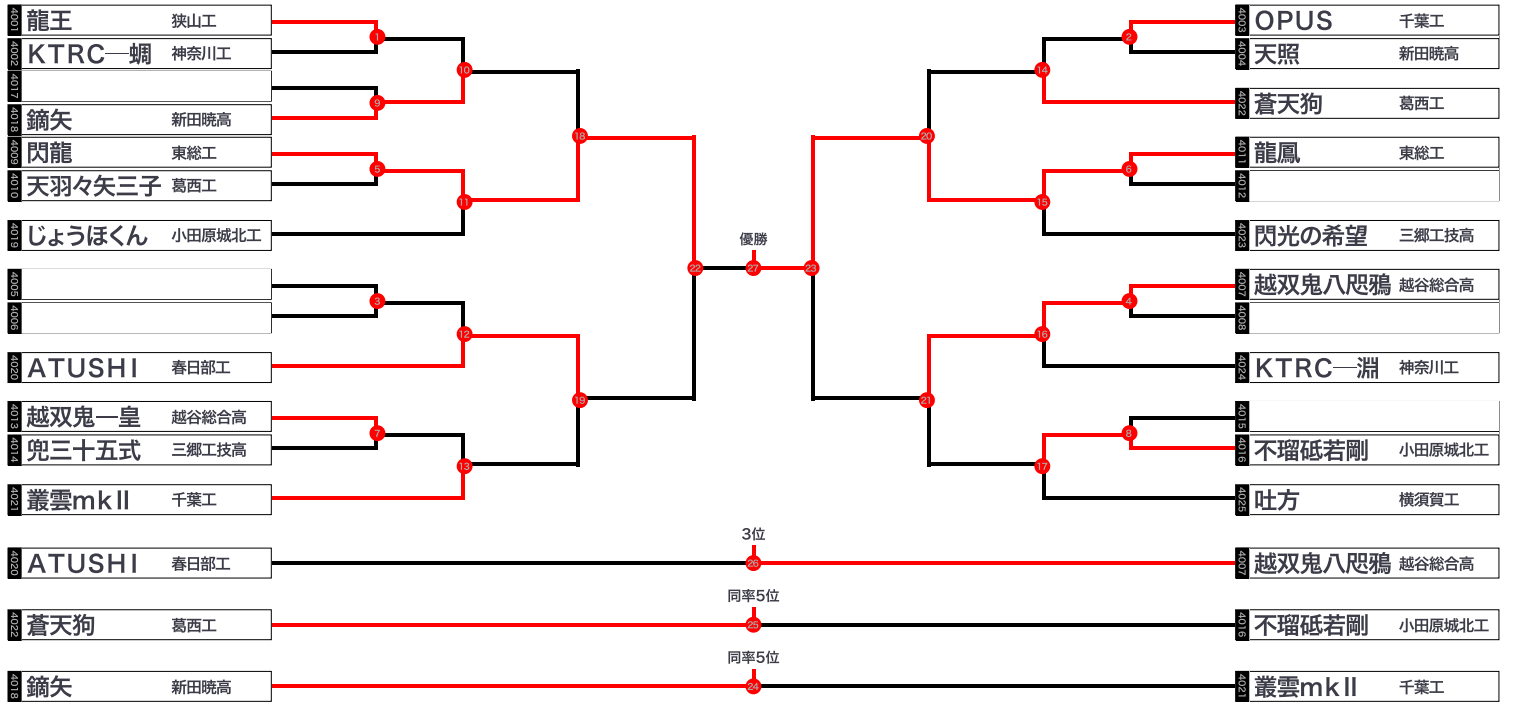 4001 龍王 狭山工
4002 KTRC―蜩 神奈川工
4017
4018 鏑矢 新田暁高
4009 閃龍 東総工
4010 天羽々矢三子 葛西工
4019 じょうほくん 小田原城北工
4005
4006
4020 ATUSHI 春日部工
4013 越双鬼一皇 越谷総合高
4014 兜三十五式 三郷工技高
4021 叢雲mkⅡ 千葉工
1
9
5
3
7
10
11
12
13
18
19
22
優勝
27
23
20
21
14
15
16
17
2
6
4
8
4003 OPUS 千葉工
4004 天照 新田暁高
4022 蒼天狗 葛西工
4011 龍鳳 東総工
4012
4023 閃光の希望 三郷工技高
4007 越双鬼八咫鴉 越谷総合高
4008
4024 KTRC―淵 神奈川工
4015
4016 不瑠砥若剛 小田原城北工
4025 吐方 横須賀工
3位
4020 ATUSHI 春日部工 26 4007 越双鬼八咫鴉 越谷総合高
同率5位
4022 蒼天狗 葛西工 25 4016 不瑠砥若剛 小田原城北工
同率5位
4018 鏑矢 新田暁高 24 4021 叢雲mkⅡ 千葉工